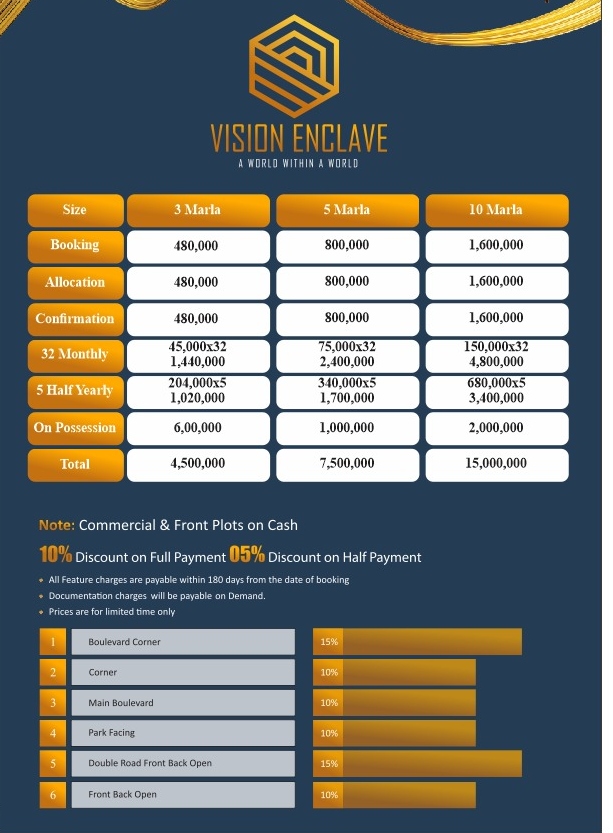 VISION ENCLAVE
A WORLD WITHIN A WORLD
Size 3 Marla 5 Marla 10 Marla
Booking 480,000 800,000 1,600,000
Allocation 480,000 800,000 1,600,000
Confirmation 480,000 800,000 1,600,000
32 Monthly 45,000x32 75,000x32 150,000x32
1,440,000 2,400,000 4,800,000
5 Half Yearly 204,000x5 340,000x5 680,000x5
1,020,000 1,700,000 3,400,000
On Possession 6,00,000 1,000,000 2,000,000
Total 4,500,000 7,500,000 15,000,000
Note: Commercial & Front Plots on Cash
10% Discount on Full Payment 05% Discount on Half Payment
All Feature charges are payable within 180 days from the date of booking
Documentation charges will be payable on Demand.
Prices are for limited time only
1 Boulevard Corner 15%
2 Corner 10%
3 Main Boulevard 10%
4 Park Facing 10%
5 Double Road Front Back Open 15%
6 Front Back Open 10%